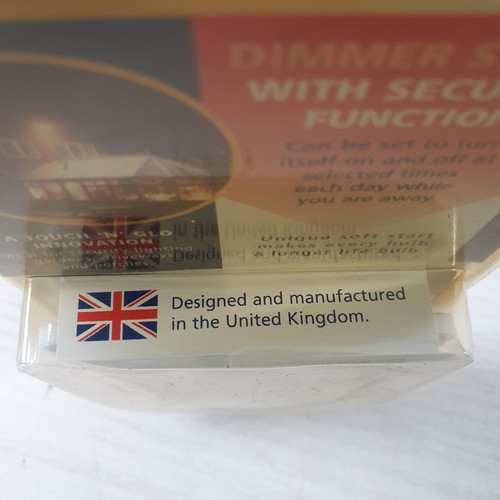 DIMMER S
WITH SECU
FUNCTION
Can be set to turn
itself on and off at
selected times
each day while
you are away
A TOUCH 'N' GLO
INNOVATION
Unique soft start
makes every bulb
a longer life bulb
Designed and manufactured
in the United Kingdom.